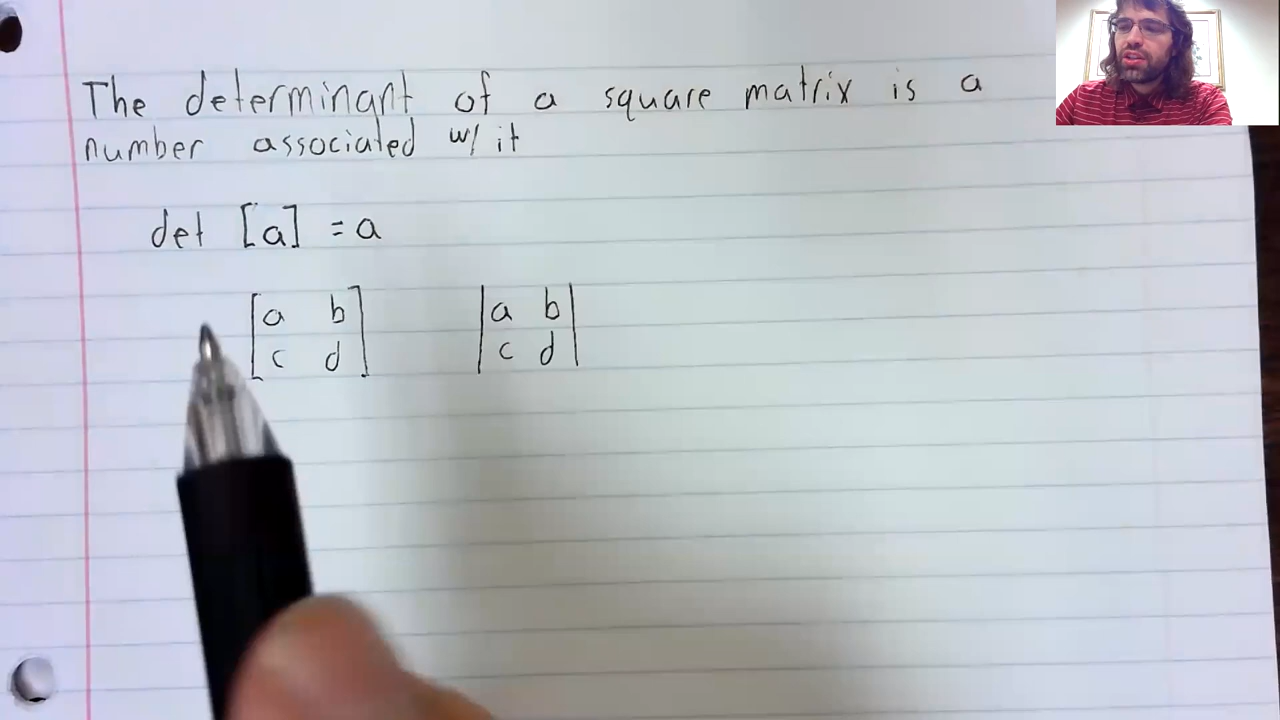 The determinant of a square matrix is a
number associated w/ it
det [a] = a
[a b] |a b|
[c d] |c d|